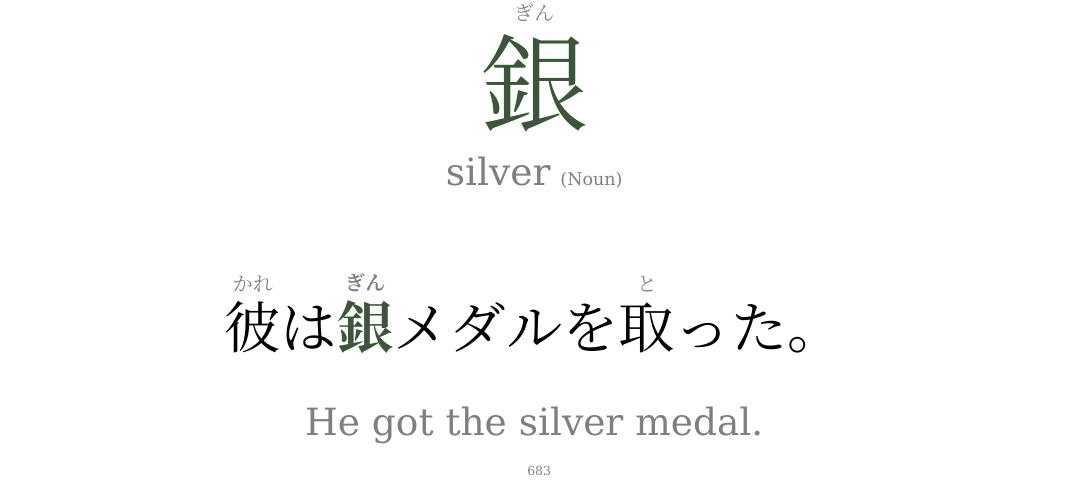 ぎん
銀
silver (Noun)
かれ ぎん と
彼は銀メダルを取った。
He got the silver medal.
683